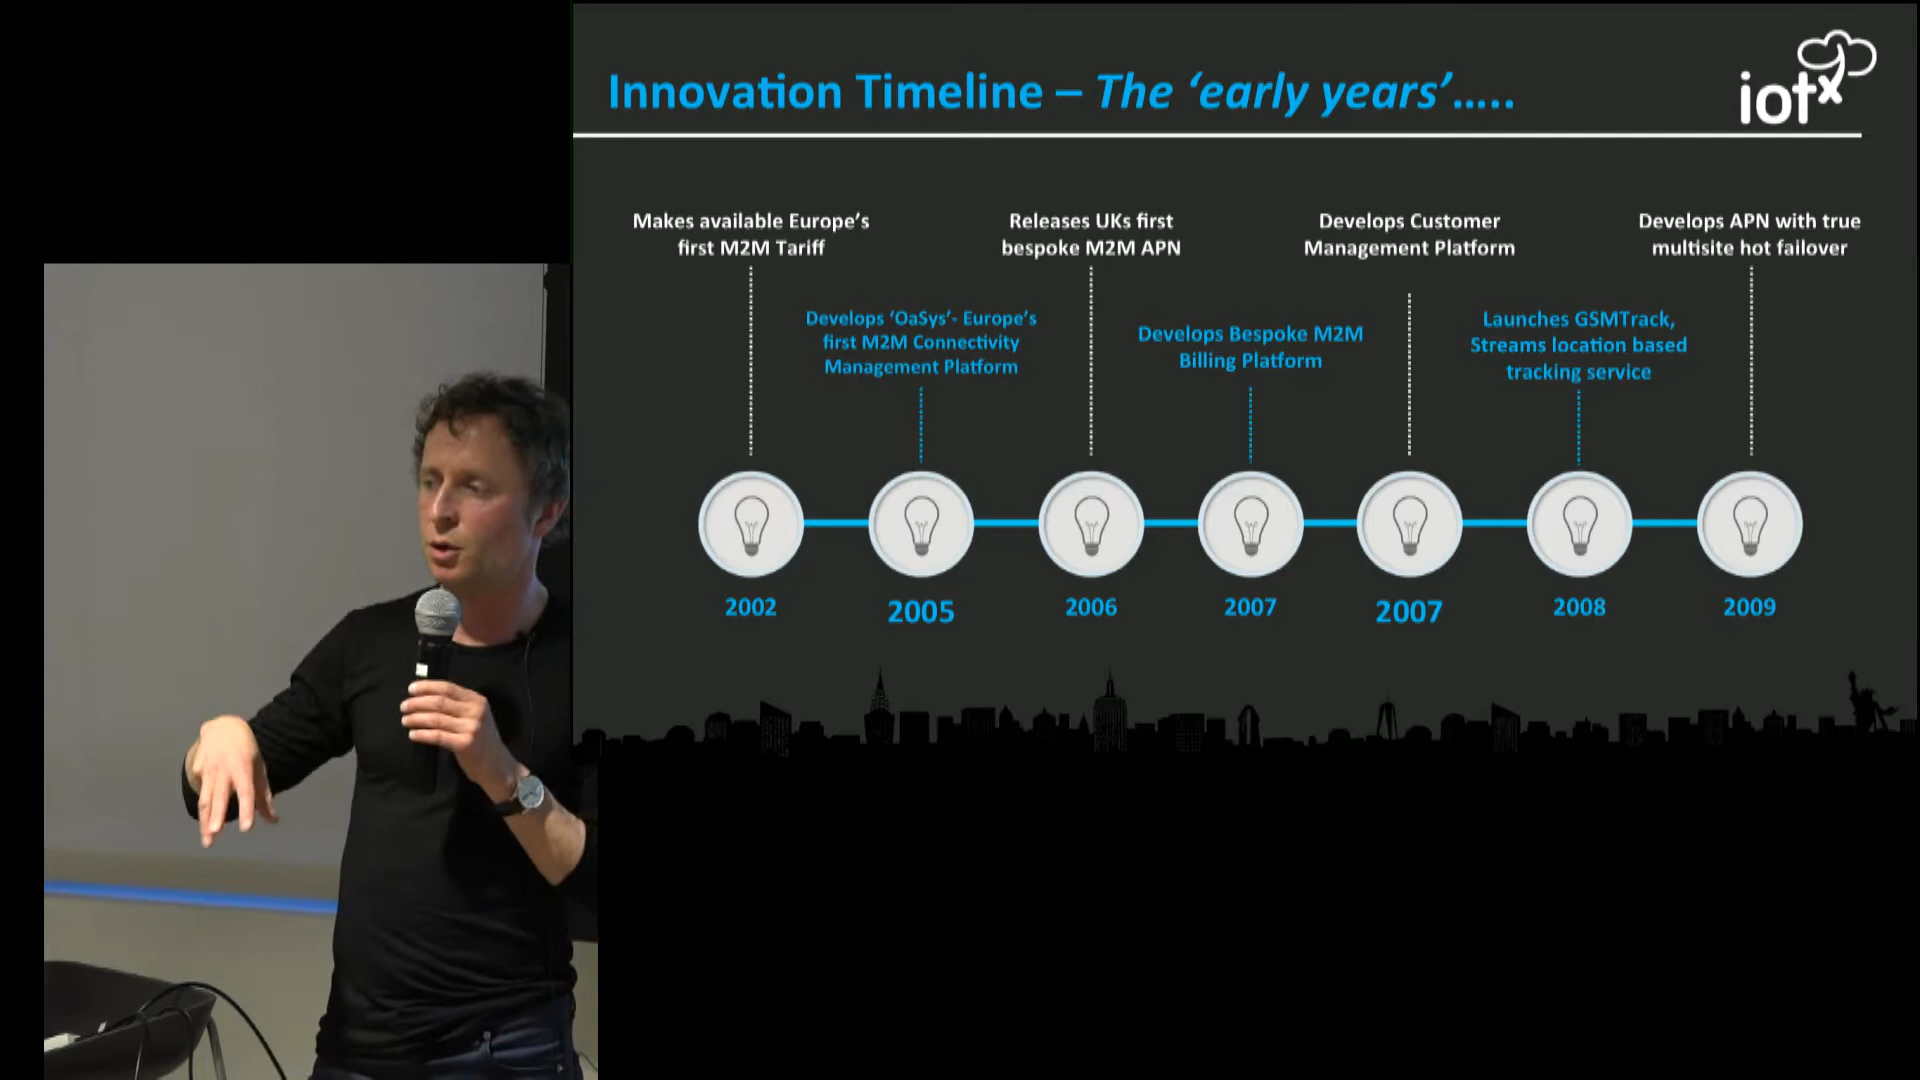 Innovation Timeline – The ‘early years’.....
iotx
Makes available Europe’s
first M2M Tariff
Develops ‘OaSys’- Europe’s
first M2M Connectivity
Management Platform
Releases UKs first
bespoke M2M APN
Develops Bespoke M2M
Billing Platform
Develops Customer
Management Platform
Launches GSMTrack,
Streams location based
tracking service
Develops APN with true
multisite hot failover
2002
2005
2006
2007
2007
2008
2009